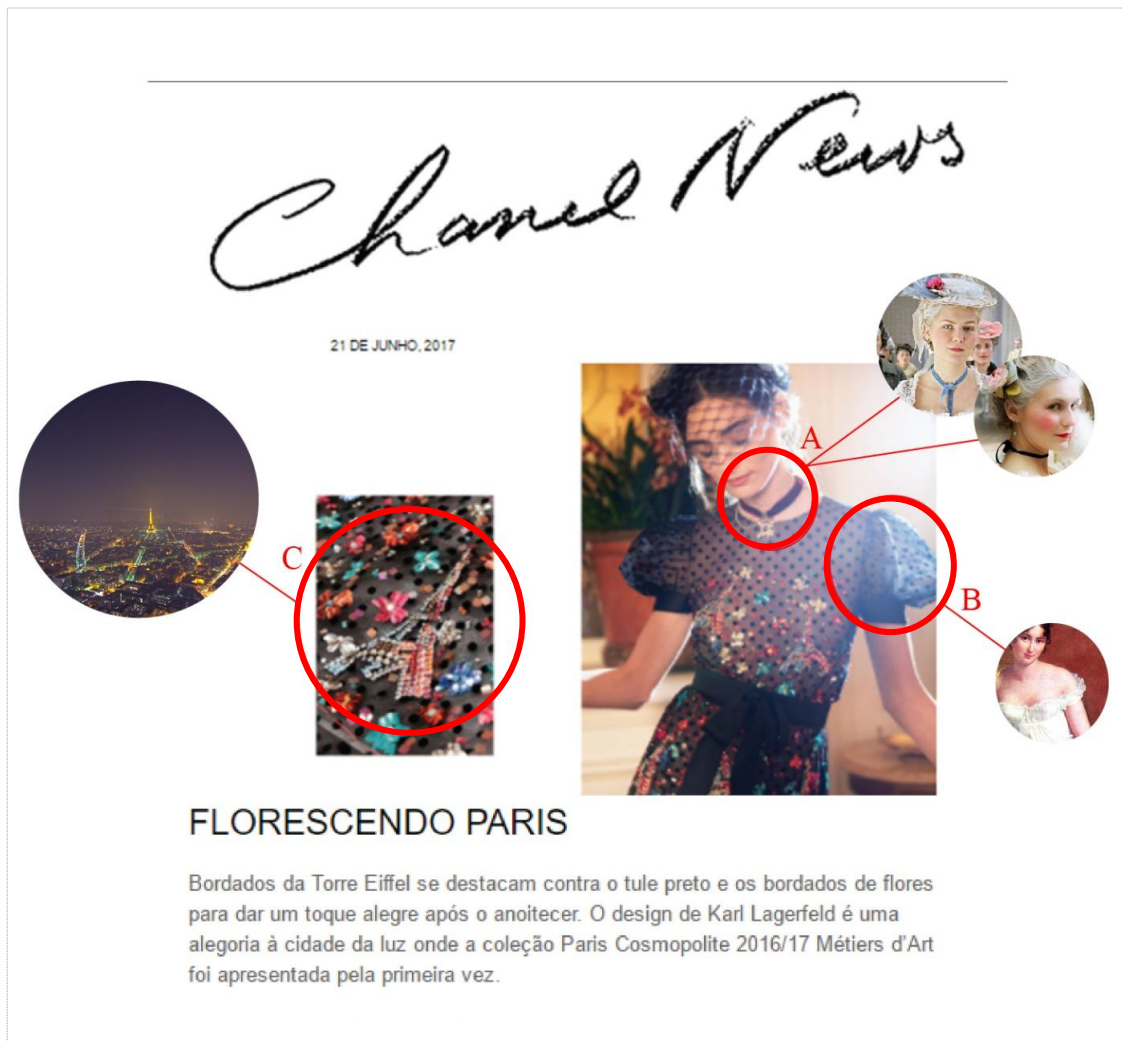 Chanel News
21 DE JUNHO, 2017
A
C
B
FLORESCENDO PARIS
Bordados da Torre Eiffel se destacam contra o tule preto e os bordados de flores
para dar um toque alegre após o anoitecer. O design de Karl Lagerfeld é uma
alegoria à cidade da luz onde a coleção Paris Cosmopolite 2016/17 Métiers d'Art
foi apresentada pela primeira vez.